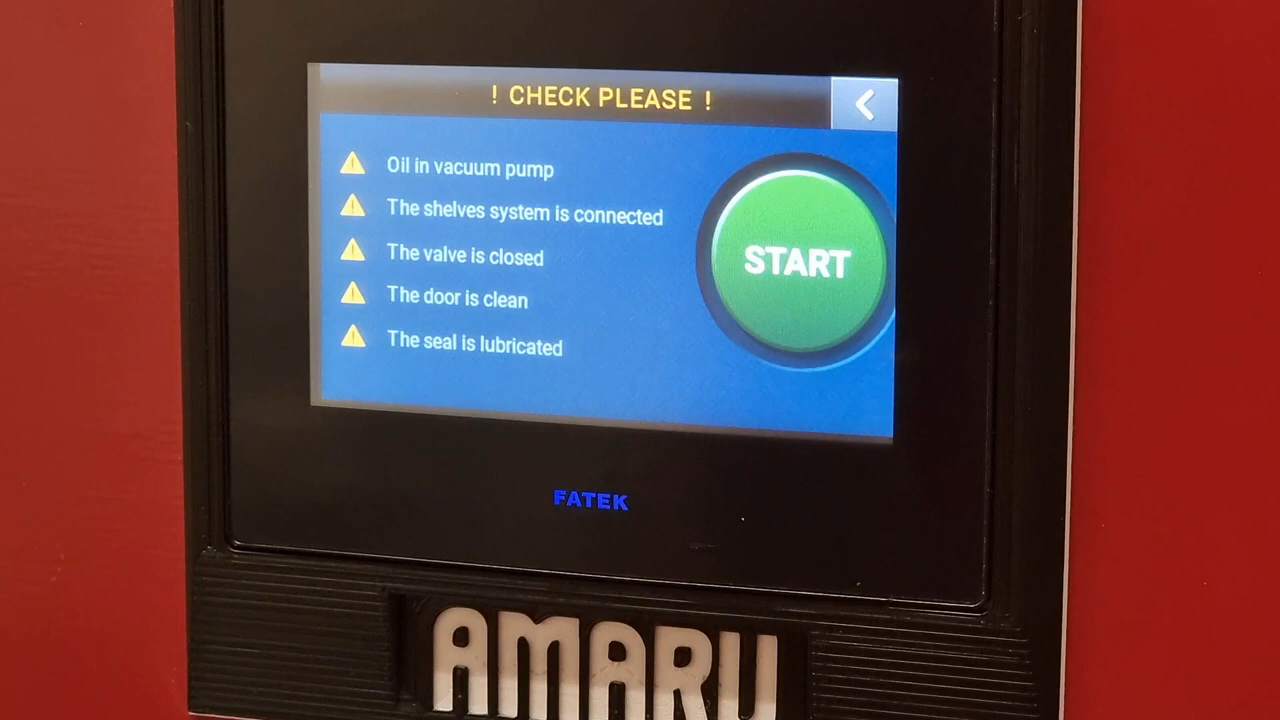 ! CHECK PLEASE !
Oil in vacuum pump
The shelves system is connected
The valve is closed
The door is clean
The seal is lubricated
START
FATEK
AMARU